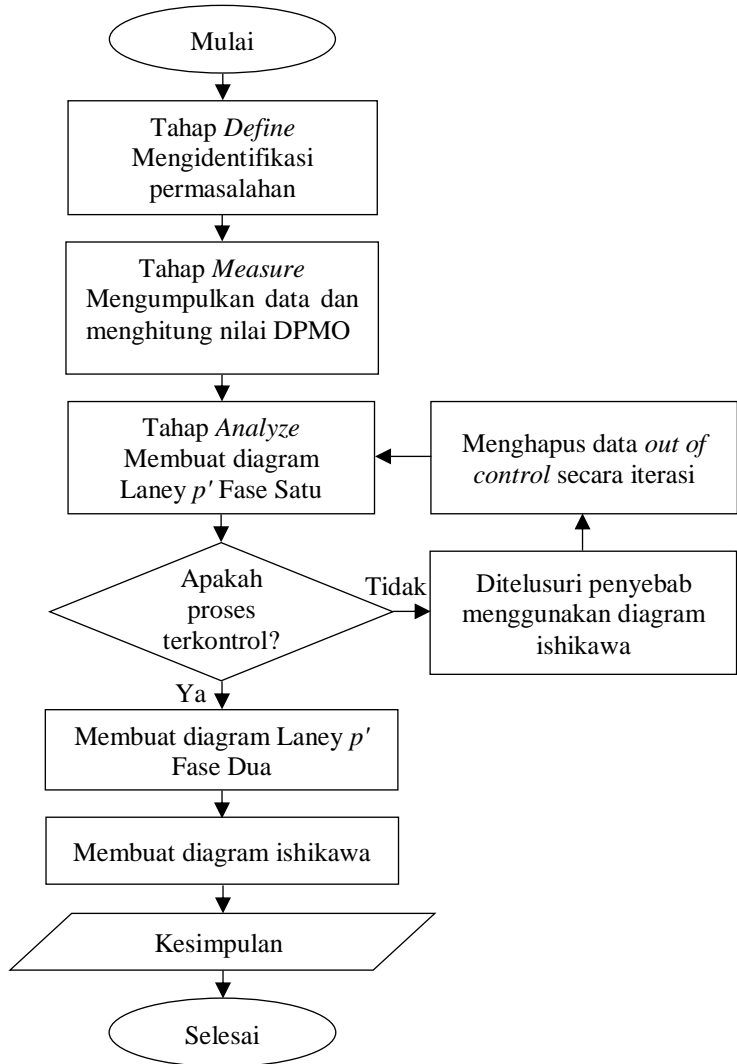 Mulai
Tahap Define
Mengidentifikasi
permasalahan
Tahap Measure
Mengumpulkan data dan
menghitung nilai DPMO
Tahap Analyze
Membuat diagram
Laney p' Fase Satu
Menghapus data out of
control secara iterasi
Apakah
proses
terkontrol?
Tidak
Ditelusuri penyebab
menggunakan diagram
ishikawa
Ya
Membuat diagram Laney p'
Fase Dua
Membuat diagram ishikawa
Kesimpulan
Selesai